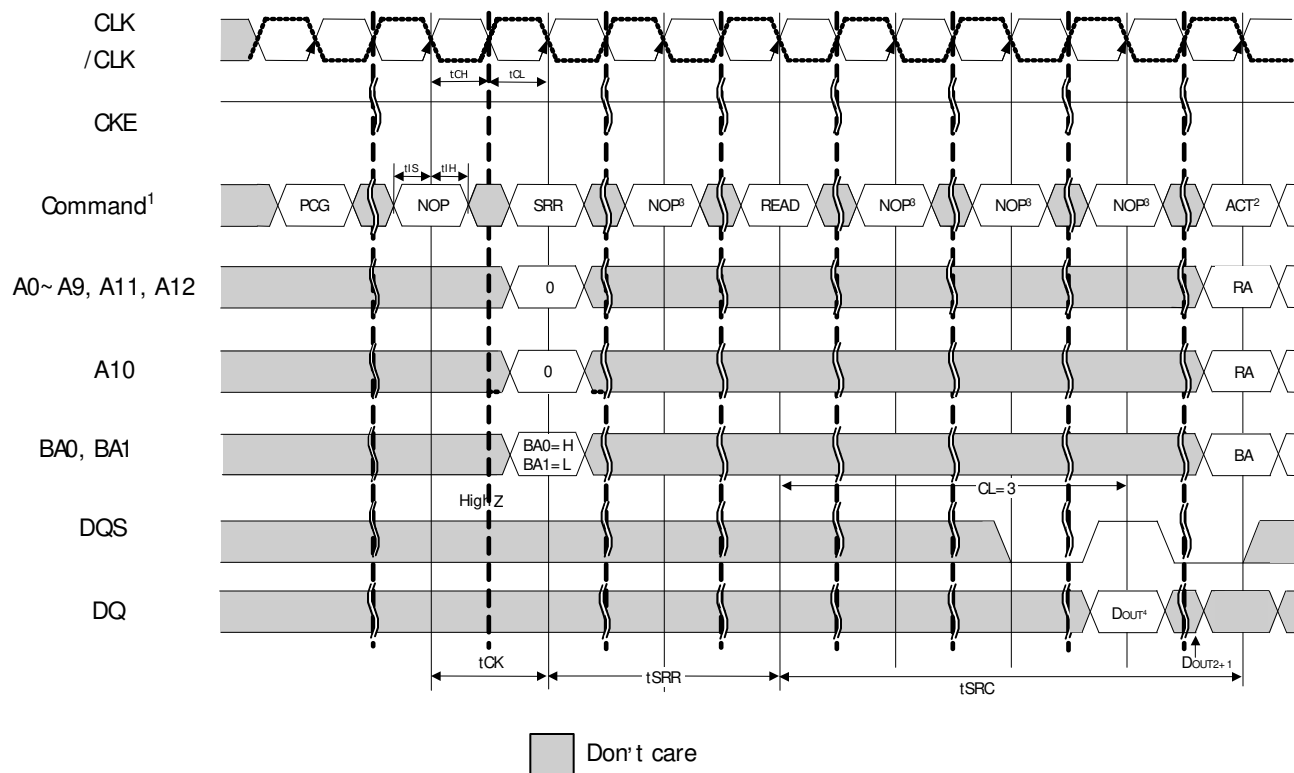 CLK
/CLK
tCH
tCL
CKE
tIS
tIH
Command¹
PCG
NOP
SRR
NOP³
READ
NOP³
NOP³
NOP³
ACT²
A0~A9, A11, A12
0
RA
A10
0
RA
BA0, BA1
BA0=H
BA1=L
BA
CL=3
High Z
DQS
DQ
DOUT⁴
DOUT2+1
tCK
tSRR
tSRC
Don't care